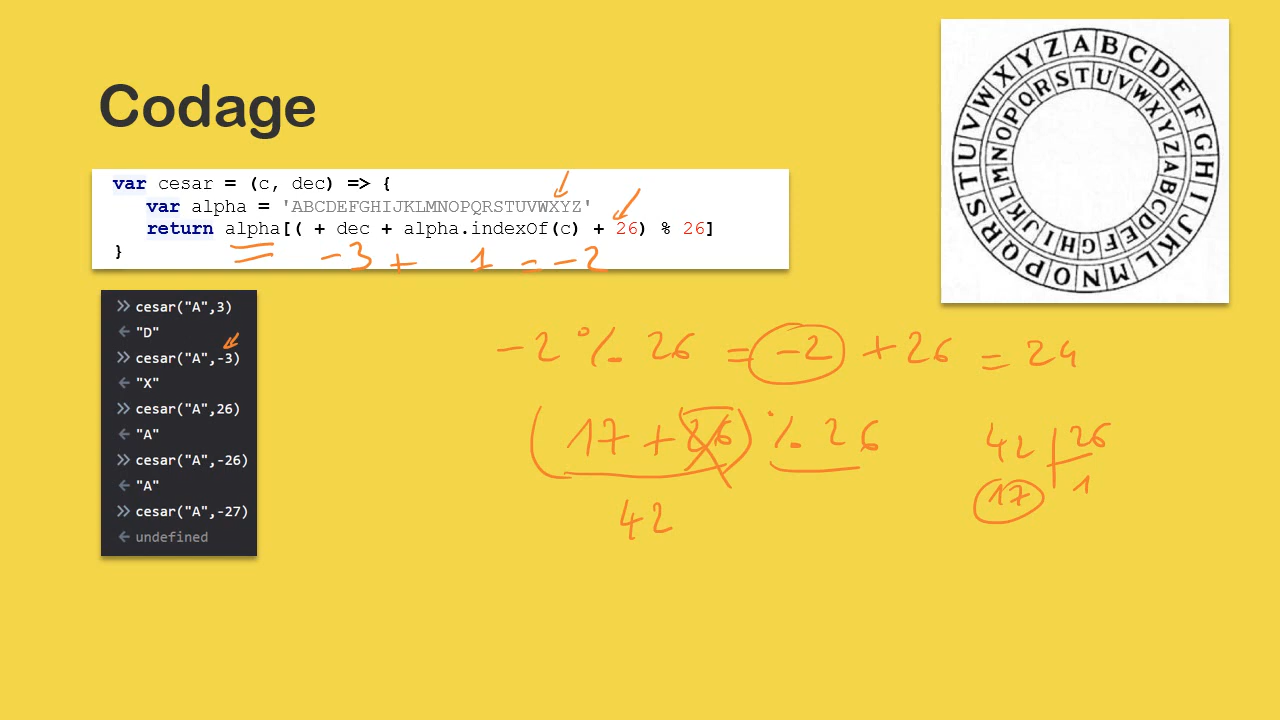 Codage
var cesar = (c, dec) => {
var alpha = 'ABCDEFGHIJKLMNOPQRSTUVWXYZ'
return alpha[( + dec + alpha.indexOf(c) + 26) % 26]
}
-3 + 1 = -2
>> cesar("A",3)
← "D"
>> cesar("A",-3)
← "X"
>> cesar("A",26)
← "A"
>> cesar("A",-26)
← "A"
>> cesar("A",-27)
← undefined
-2 % 26 = -2 + 26 = 24
(17 + 26) % 26
42
42 26
17 1
A B C D E F G H I J K L M N O P Q R S T U V W X Y Z
T U V W X Y Z A B C D E F G H I J K L M N O P Q R S